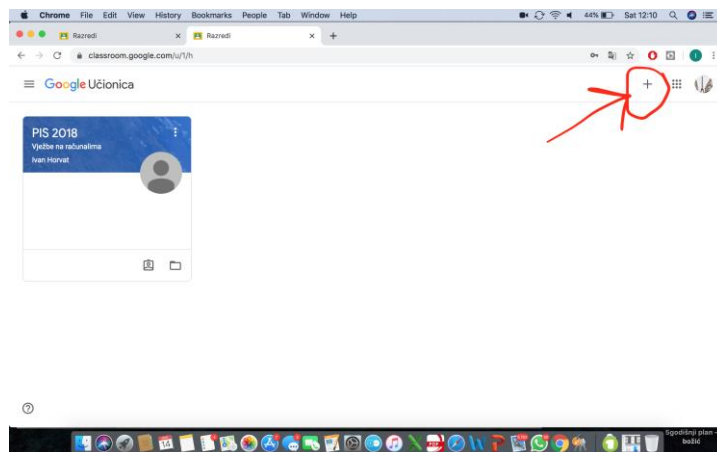 Chrome File Edit View History Bookmarks People Tab Window Help 44% Sat 12:10
Razredi Razredi
classroom.google.com/u/1/h
Google Učionica
PIS 2018
Vježbe na računalima
Ivan Horvat
Sgodišnji plan -
božić